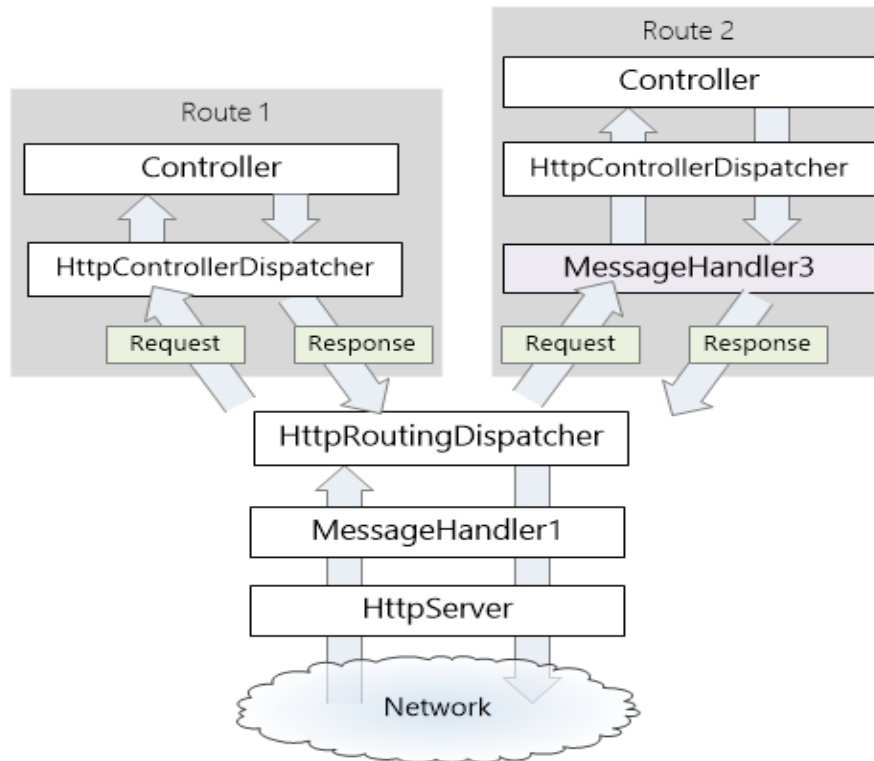 Route 1
Controller
HttpControllerDispatcher
Request
Response
Route 2
Controller
HttpControllerDispatcher
MessageHandler3
Request
Response
HttpRoutingDispatcher
MessageHandler1
HttpServer
Network